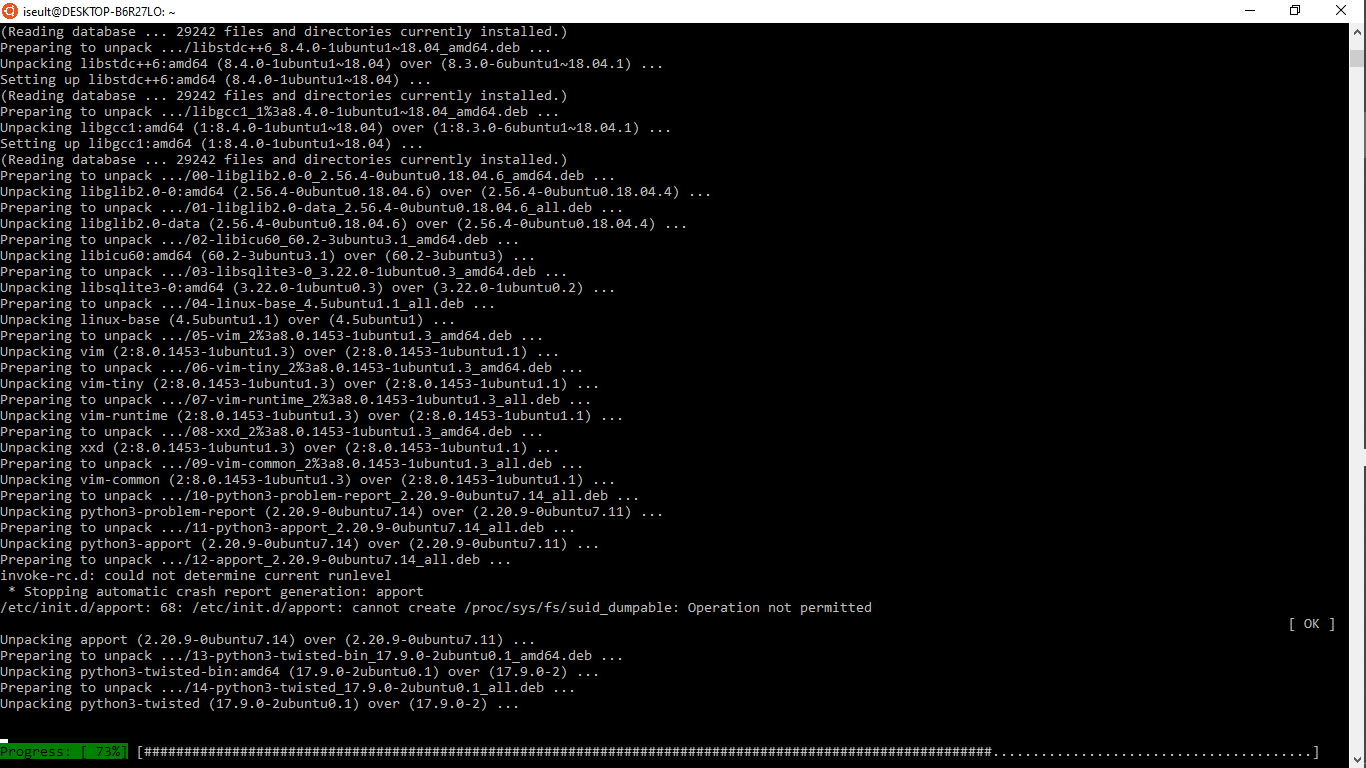 iseult@DESKTOP-B6R27LO: ~
(Reading database ... 29242 files and directories currently installed.)
Preparing to unpack .../libstdc++6_8.4.0-1ubuntu1~18.04_amd64.deb ...
Unpacking libstdc++6:amd64 (8.4.0-1ubuntu1~18.04) over (8.3.0-6ubuntu1~18.04.1) ...
Setting up libstdc++6:amd64 (8.4.0-1ubuntu1~18.04) ...
(Reading database ... 29242 files and directories currently installed.)
Preparing to unpack .../libgcc1_1%3a8.4.0-1ubuntu1~18.04_amd64.deb ...
Unpacking libgcc1:amd64 (1:8.4.0-1ubuntu1~18.04) over (1:8.3.0-6ubuntu1~18.04.1) ...
Setting up libgcc1:amd64 (1:8.4.0-1ubuntu1~18.04) ...
(Reading database ... 29242 files and directories currently installed.)
Preparing to unpack .../00-libglib2.0-0_2.56.4-0ubuntu0.18.04.6_amd64.deb ...
Unpacking libglib2.0-0:amd64 (2.56.4-0ubuntu0.18.04.6) over (2.56.4-0ubuntu0.18.04.4) ...
Preparing to unpack .../01-libglib2.0-data_2.56.4-0ubuntu0.18.04.6_all.deb ...
Unpacking libglib2.0-data (2.56.4-0ubuntu0.18.04.6) over (2.56.4-0ubuntu0.18.04.4) ...
Preparing to unpack .../02-libicu60_60.2-3ubuntu3.1_amd64.deb ...
Unpacking libicu60:amd64 (60.2-3ubuntu3.1) over (60.2-3ubuntu3) ...
Preparing to unpack .../03-libsqlite3-0_3.22.0-1ubuntu0.3_amd64.deb ...
Unpacking libsqlite3-0:amd64 (3.22.0-1ubuntu0.3) over (3.22.0-1ubuntu0.2) ...
Preparing to unpack .../04-linux-base_4.5ubuntu1.1_all.deb ...
Unpacking linux-base (4.5ubuntu1.1) over (4.5ubuntu1) ...
Preparing to unpack .../05-vim_2%3a8.0.1453-1ubuntu1.3_amd64.deb ...
Unpacking vim (2:8.0.1453-1ubuntu1.3) over (2:8.0.1453-1ubuntu1.1) ...
Preparing to unpack .../06-vim-tiny_2%3a8.0.1453-1ubuntu1.3_amd64.deb ...
Unpacking vim-tiny (2:8.0.1453-1ubuntu1.3) over (2:8.0.1453-1ubuntu1.1) ...
Preparing to unpack .../07-vim-runtime_2%3a8.0.1453-1ubuntu1.3_all.deb ...
Unpacking vim-runtime (2:8.0.1453-1ubuntu1.3) over (2:8.0.1453-1ubuntu1.1) ...
Preparing to unpack .../08-xxd_2%3a8.0.1453-1ubuntu1.3_amd64.deb ...
Unpacking xxd (2:8.0.1453-1ubuntu1.3) over (2:8.0.1453-1ubuntu1.1) ...
Preparing to unpack .../09-vim-common_2%3a8.0.1453-1ubuntu1.3_all.deb ...
Unpacking vim-common (2:8.0.1453-1ubuntu1.3) over (2:8.0.1453-1ubuntu1.1) ...
Preparing to unpack .../10-python3-problem-report_2.20.9-0ubuntu7.14_all.deb ...
Unpacking python3-problem-report (2.20.9-0ubuntu7.14) over (2.20.9-0ubuntu7.11) ...
Preparing to unpack .../11-python3-apport_2.20.9-0ubuntu7.14_all.deb ...
Unpacking python3-apport (2.20.9-0ubuntu7.14) over (2.20.9-0ubuntu7.11) ...
Preparing to unpack .../12-apport_2.20.9-0ubuntu7.14_all.deb ...
invoke-rc.d: could not determine current runlevel
 * Stopping automatic crash report generation: apport
/etc/init.d/apport: 68: /etc/init.d/apport: cannot create /proc/sys/fs/suid_dumpable: Operation not permitted
[ OK ]
Unpacking apport (2.20.9-0ubuntu7.14) over (2.20.9-0ubuntu7.11) ...
Preparing to unpack .../13-python3-twisted-bin_17.9.0-2ubuntu0.1_amd64.deb ...
Unpacking python3-twisted-bin:amd64 (17.9.0-2ubuntu0.1) over (17.9.0-2) ...
Preparing to unpack .../14-python3-twisted_17.9.0-2ubuntu0.1_all.deb ...
Unpacking python3-twisted (17.9.0-2ubuntu0.1) over (17.9.0-2) ...
Progress: [ 73%] [##########################################################################################################........................................]